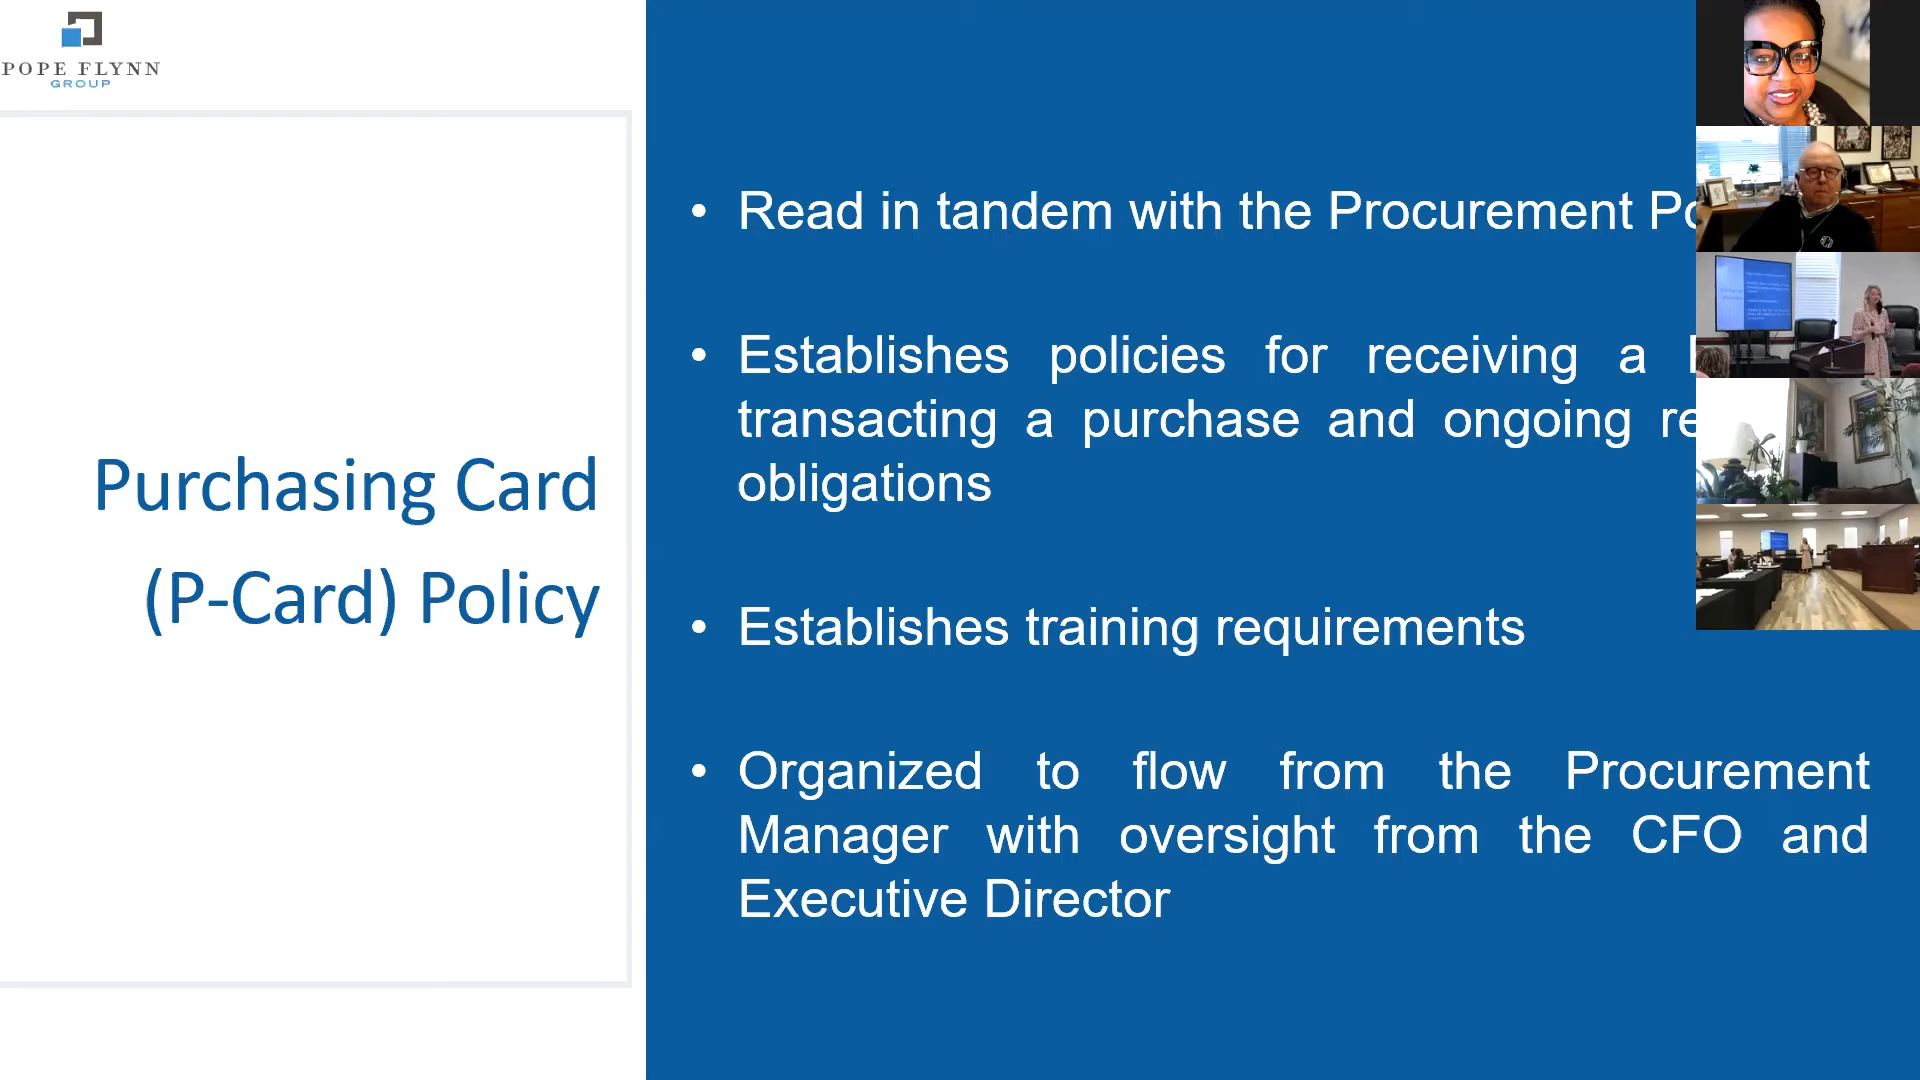 POPE FLYNN
GROUP
Purchasing Card
(P-Card) Policy
• Read in tandem with the Procurement
• Establishes policies for receiving a
transacting a purchase and ongoing
obligations
• Establishes training requirements
• Organized to flow from the Procurement
Manager with oversight from the CFO and
Executive Director